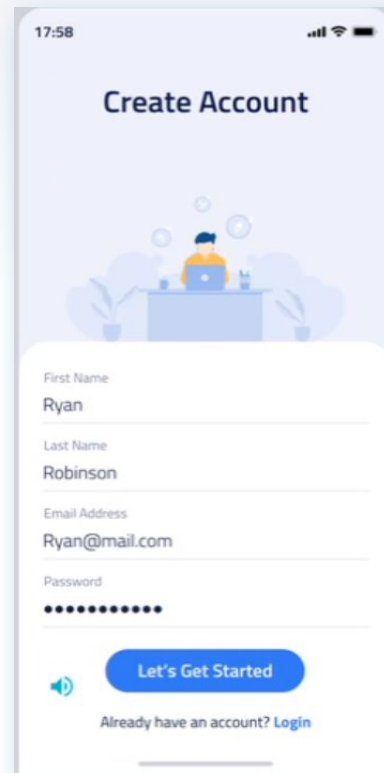 17:58
Create Account
First Name
Ryan
Last Name
Robinson
Email Address
Ryan@mail.com
Password
•••••••••••
Let's Get Started
Already have an account? Login